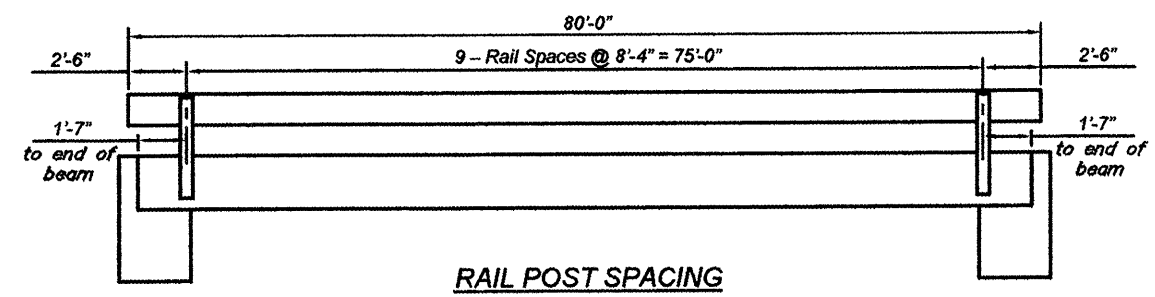 80'-0"
2'-6" 9 – Rail Spaces @ 8'-4" = 75'-0" 2'-6"
1'-7"
to end of
beam
1'-7"
to end of
beam
RAIL POST SPACING